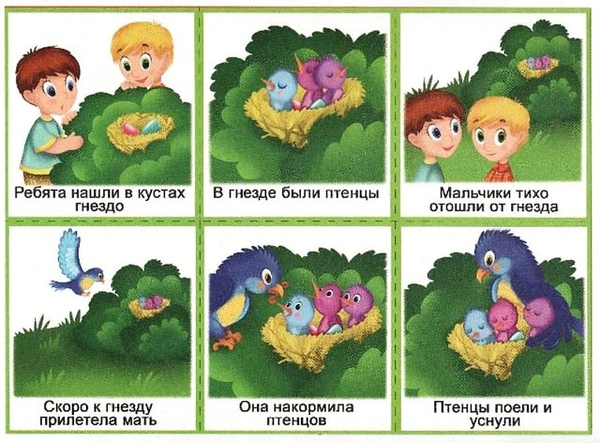 Ребята нашли в кустах
гнездо
В гнезде были птенцы
Мальчики тихо
отошли от гнезда
Скоро к гнезду
прилетела мать
Она накормила
птенцов
Птенцы поели и
уснули